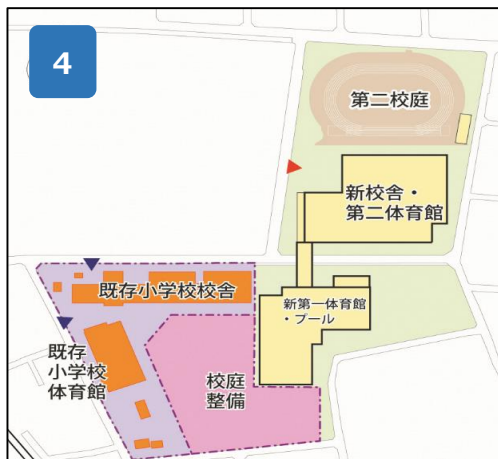 4
第二校庭
新校舎・
第二体育館
既存小学校校舎
新第一体育館
・プール
既存
小学校
体育館
校庭
整備